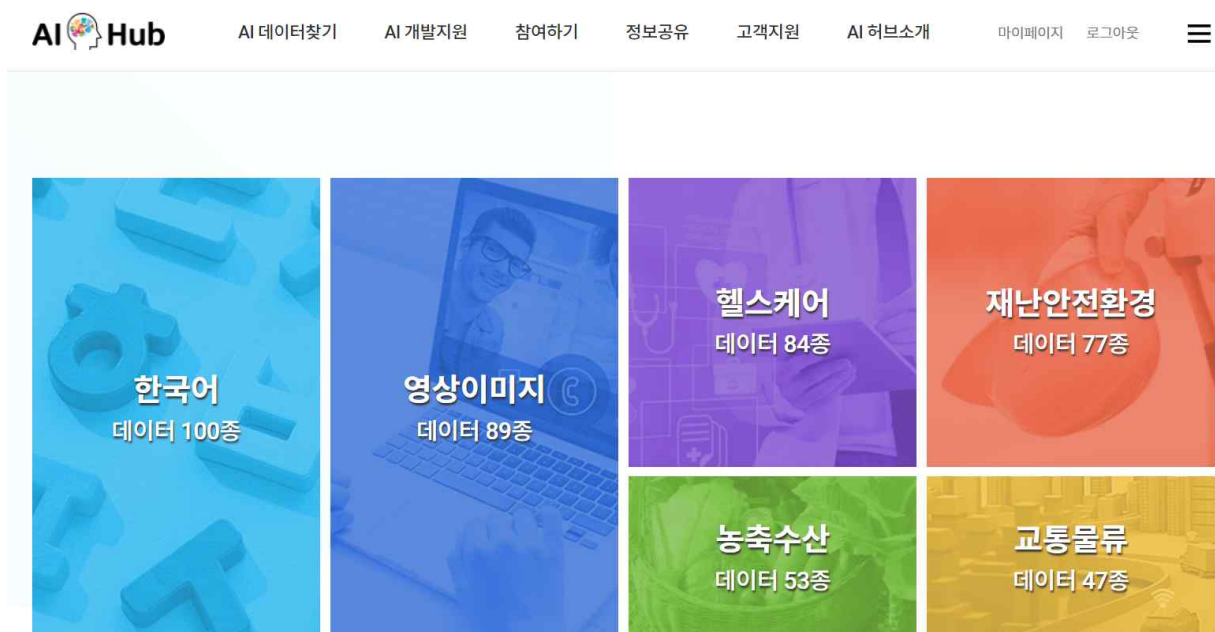 AI Hub
AI 데이터찾기 AI 개발지원 참여하기 정보공유 고객지원 AI 허브소개 마이페이지 로그아웃
한국어
데이터 100종
영상이미지
데이터 89종
헬스케어
데이터 84종
재난안전환경
데이터 77종
농축수산
데이터 53종
교통물류
데이터 47종